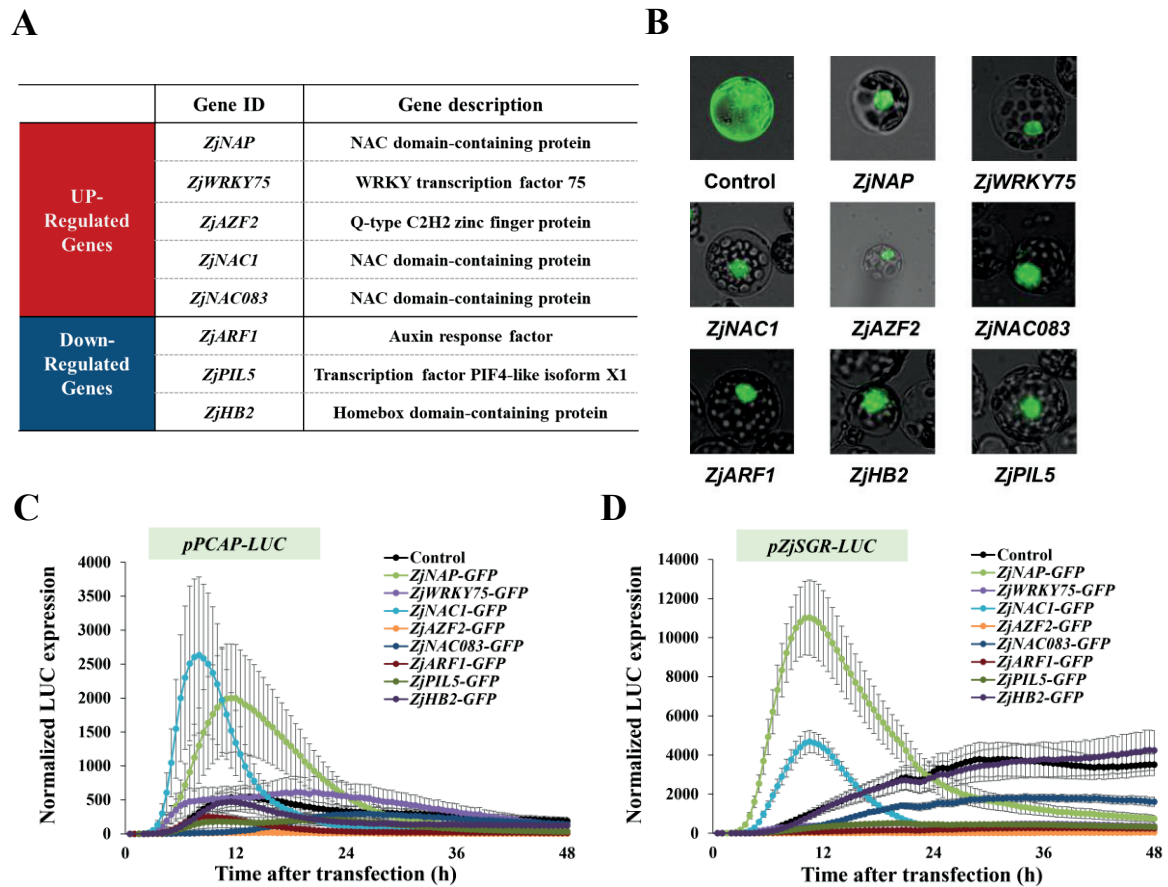 A
Gene ID Gene description
UP-Regulated Genes
ZjNAP NAC domain-containing protein
ZjWRKY75 WRKY transcription factor 75
ZjAZF2 Q-type C2H2 zinc finger protein
ZjNAC1 NAC domain-containing protein
ZjNAC083 NAC domain-containing protein
Down-Regulated Genes
ZjARF1 Auxin response factor
ZjPIL5 Transcription factor PIF4-like isoform X1
ZjHB2 Homebox domain-containing protein
B
Control ZjNAP ZjWRKY75
ZjNAC1 ZjAZF2 ZjNAC083
ZjARF1 ZjHB2 ZjPIL5
C
pPCAP-LUC
Normalized LUC expression
4000
3500
3000
2500
2000
1500
1000
500
0
0 12 24 36 48
Time after transfection (h)
Control
ZjNAP-GFP
ZjWRKY75-GFP
ZjNAC1-GFP
ZjAZF2-GFP
ZjNAC083-GFP
ZjARF1-GFP
ZjPIL5-GFP
ZjHB2-GFP
D
pZjSGR-LUC
Normalized LUC expression
14000
12000
10000
8000
6000
4000
2000
0
0 12 24 36 48
Time after transfection (h)
Control
ZjNAP-GFP
ZjWRKY75-GFP
ZjNAC1-GFP
ZjAZF2-GFP
ZjNAC083-GFP
ZjARF1-GFP
ZjPIL5-GFP
ZjHB2-GFP